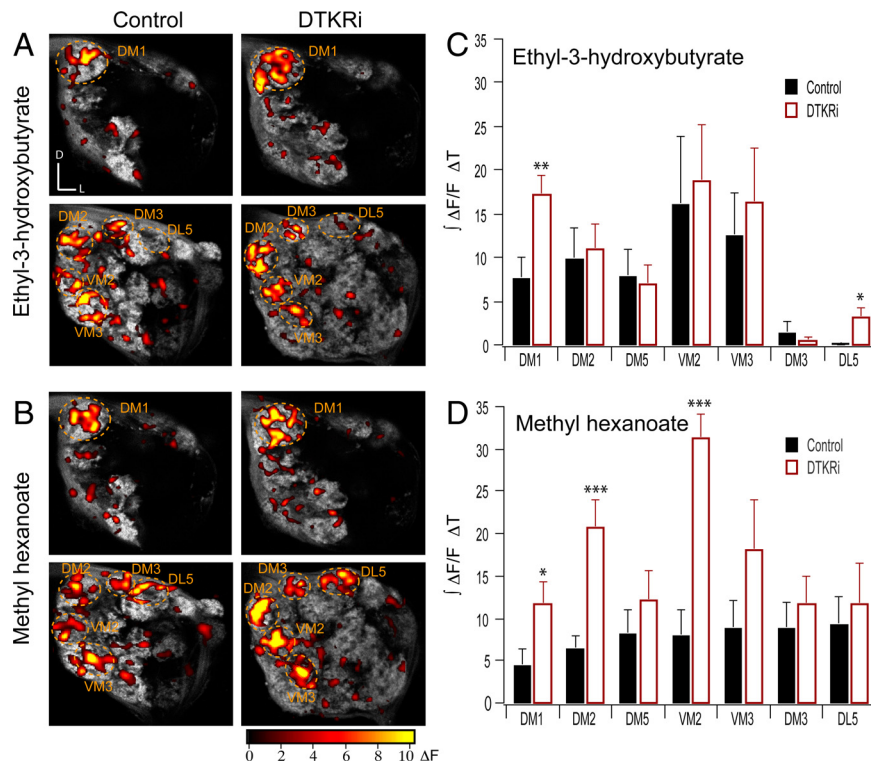 Control DTKRi
A
Ethyl-3-hydroxybutyrate
DM1
DM1
D
L
DM2
DM3
DL5
VM2
VM3
DM3
DL5
DM2
VM2
VM3
B
Methyl hexanoate
DM1
DM1
DM2
DM3
DL5
VM2
VM3
DM3
DL5
DM2
VM2
VM3
0 2 4 6 8 10 ΔF
C
Ethyl-3-hydroxybutyrate
Control
DTKRi
∫ ΔF/F ΔT
35
30
25
20
15
10
5
0
**
*
DM1 DM2 DM5 VM2 VM3 DM3 DL5
D
Methyl hexanoate
Control
DTKRi
∫ ΔF/F ΔT
35
30
25
20
15
10
5
0
*
***
***
DM1 DM2 DM5 VM2 VM3 DM3 DL5